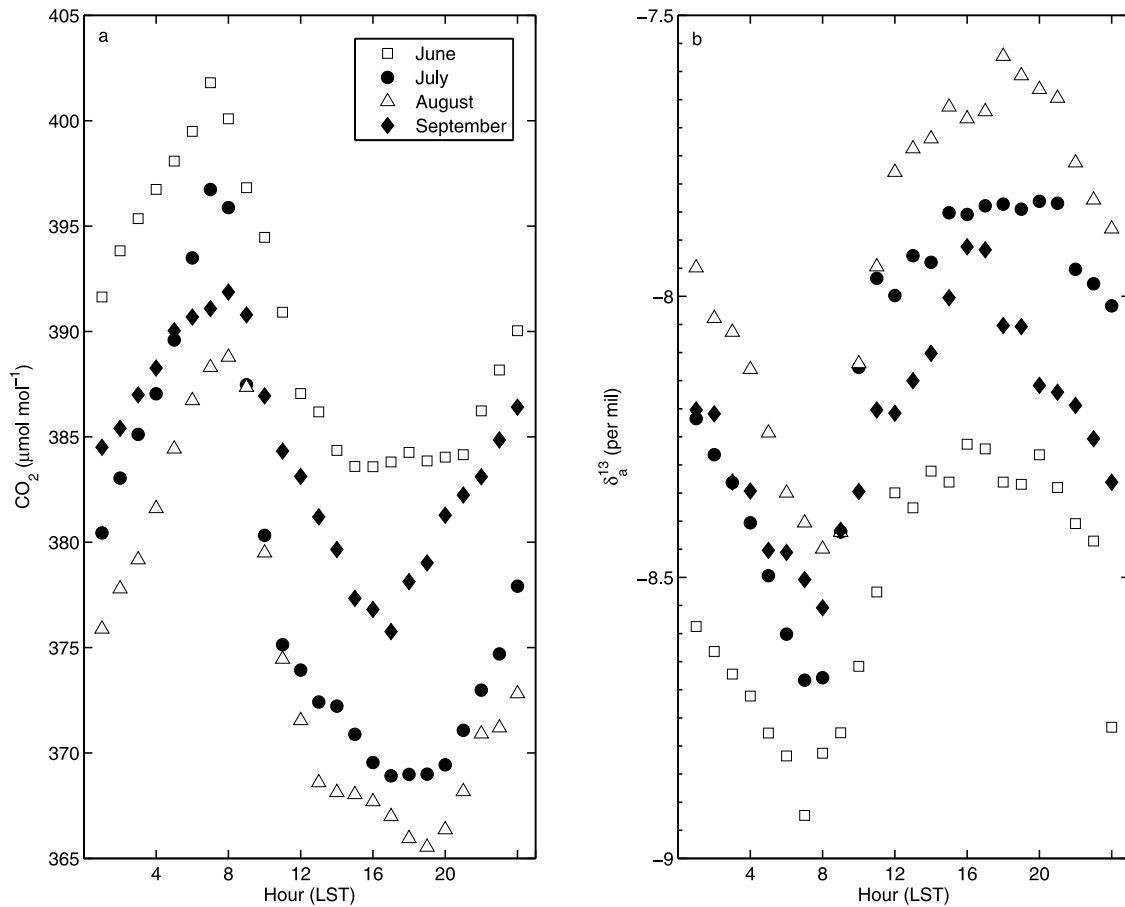 a
June
July
August
September
405
400
395
390
385
380
375
370
365
CO₂ (μmol mol⁻¹)
4
8
12
16
20
Hour (LST)
b
-7.5
-8
-8.5
-9
δₐ¹³ (per mil)
4
8
12
16
20
Hour (LST)